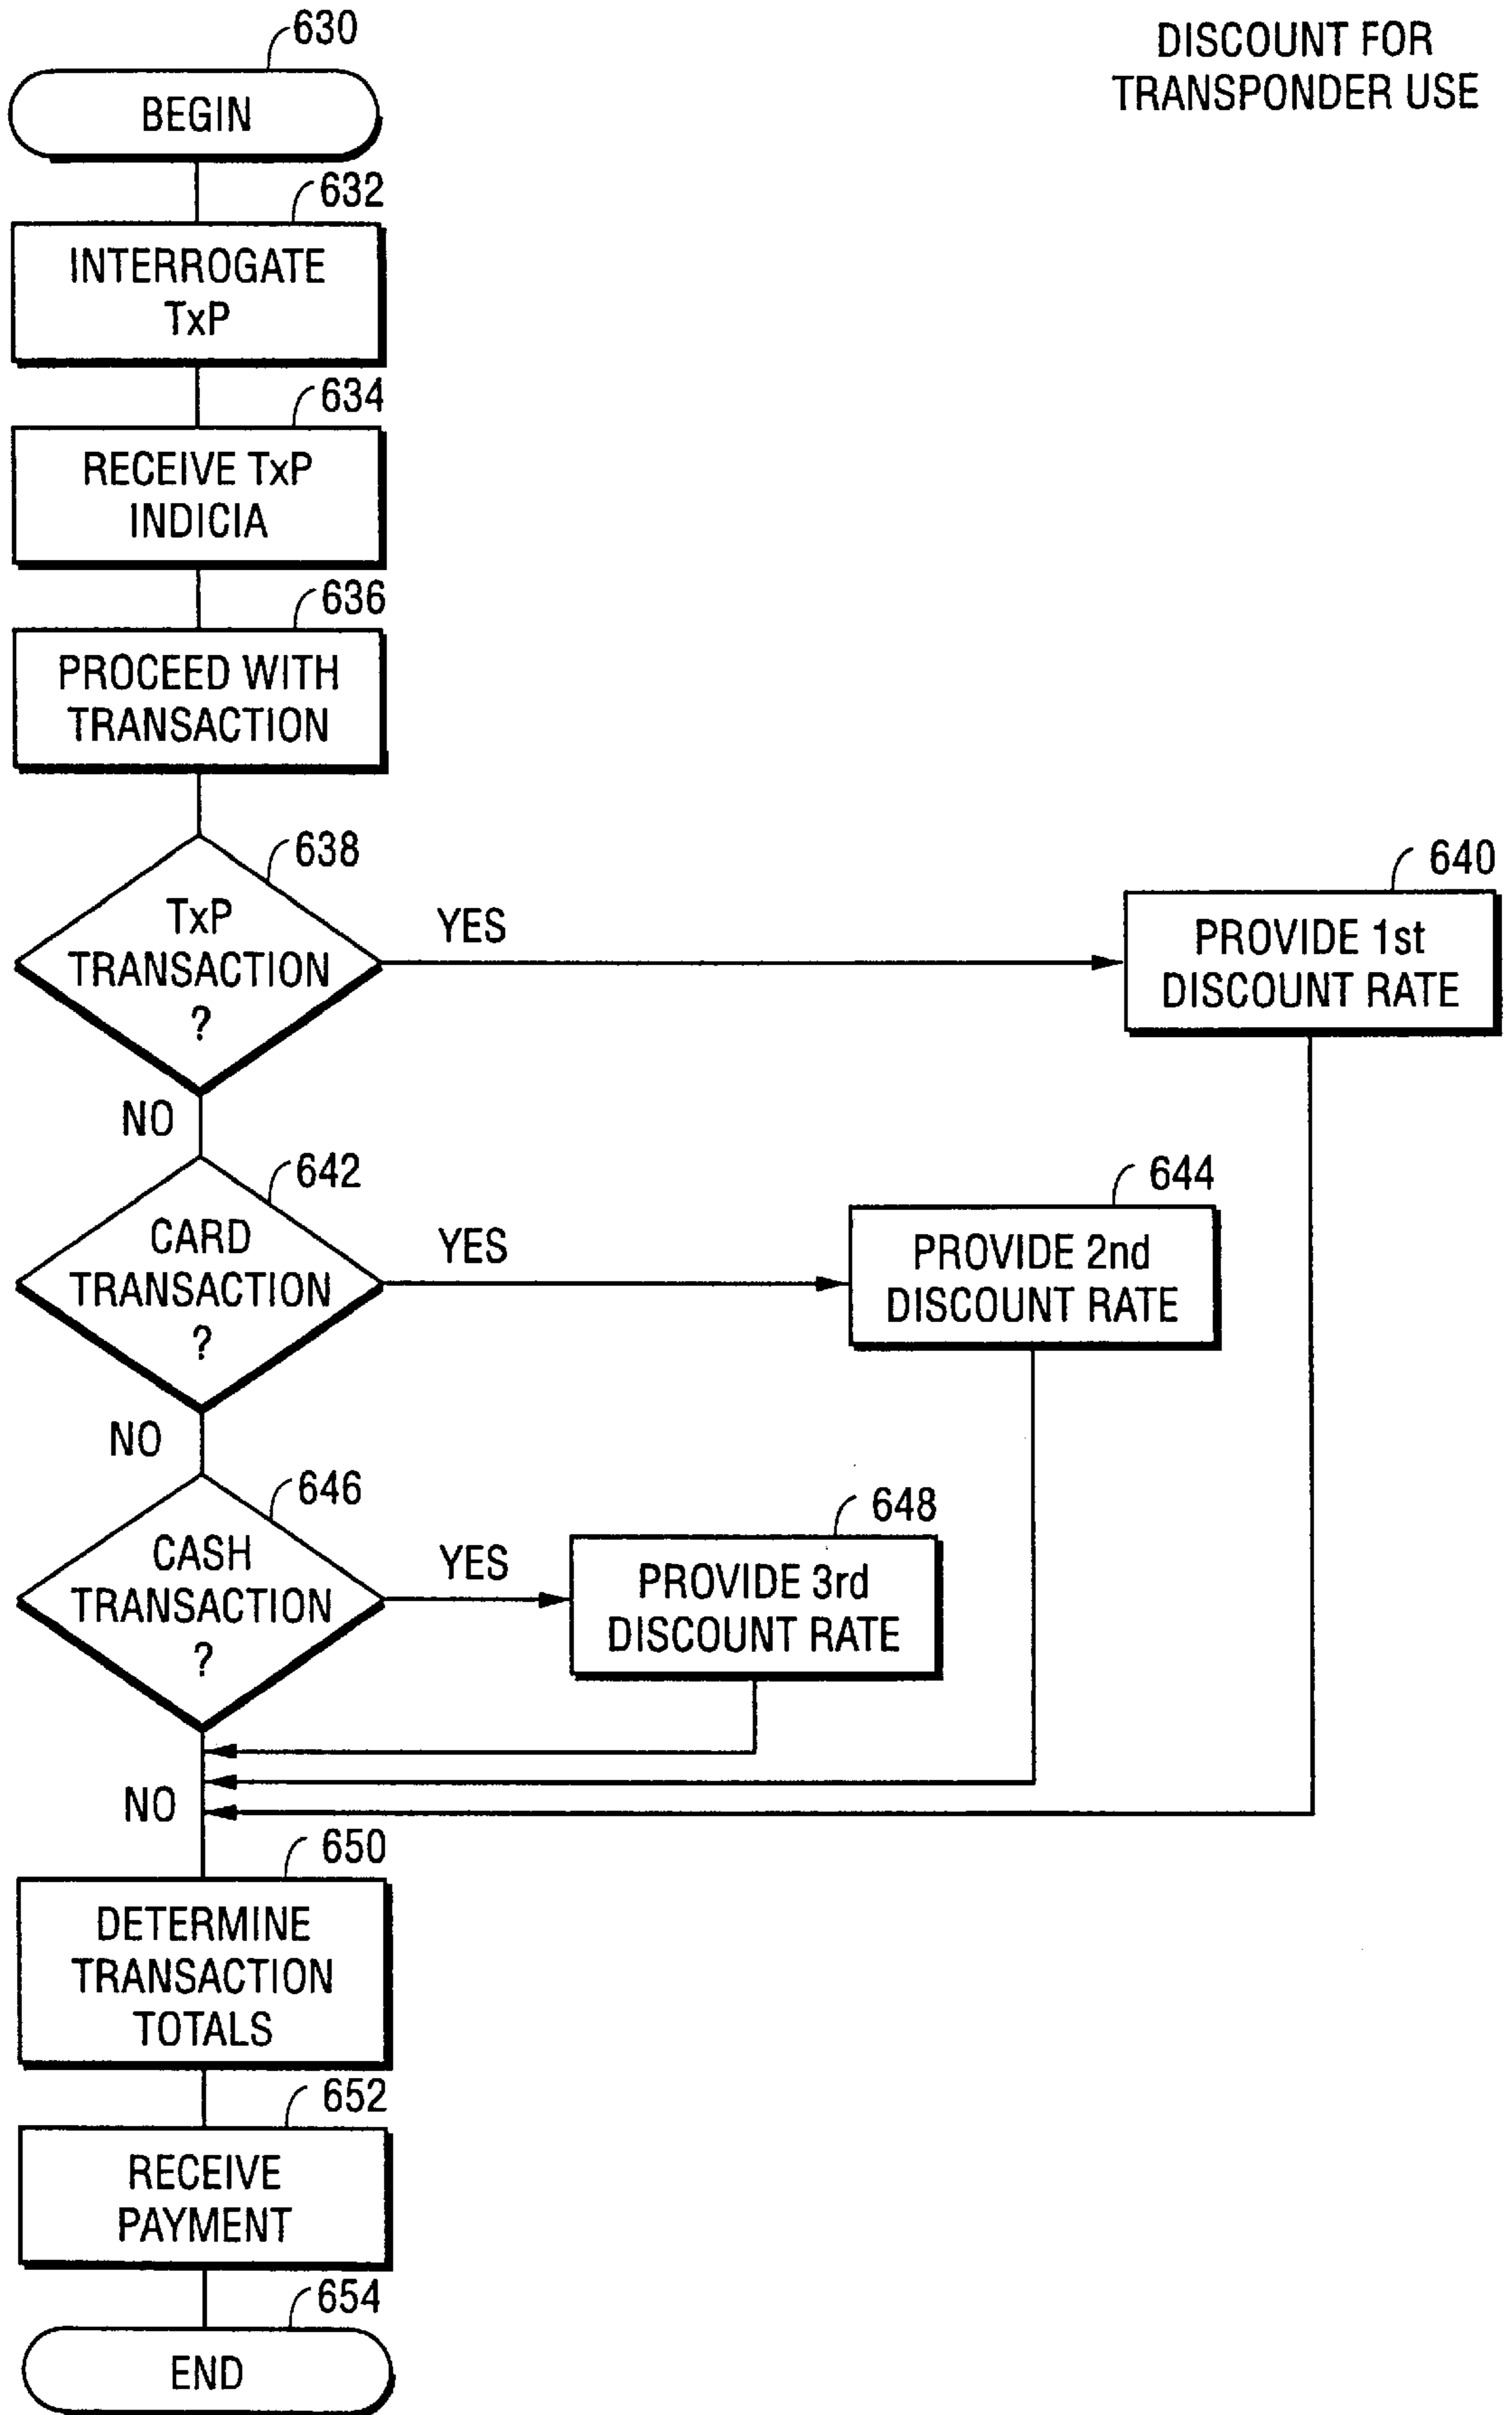 630
DISCOUNT FOR
TRANSPONDER USE
BEGIN
632
INTERROGATE
TxP
634
RECEIVE TxP
INDICIA
636
PROCEED WITH
TRANSACTION
638
TxP
TRANSACTION
?
YES
640
PROVIDE 1st
DISCOUNT RATE
NO
642
CARD
TRANSACTION
?
YES
644
PROVIDE 2nd
DISCOUNT RATE
NO
646
CASH
TRANSACTION
?
YES
648
PROVIDE 3rd
DISCOUNT RATE
NO
650
DETERMINE
TRANSACTION
TOTALS
652
RECEIVE
PAYMENT
654
END